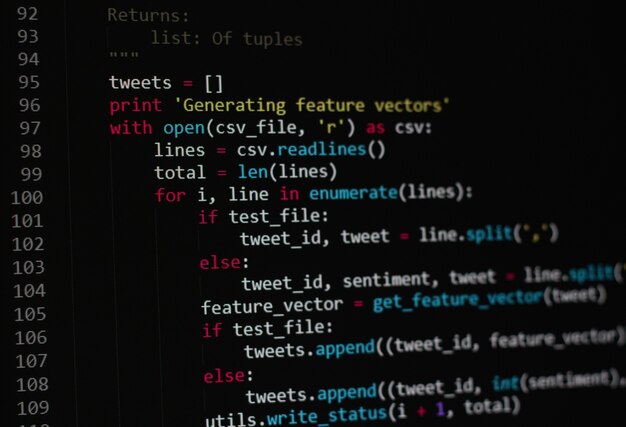 92 Returns:
93 list: Of tuples
94 """
95 tweets = []
96 print 'Generating feature vectors'
97 with open(csv_file, 'r') as csv:
98 lines = csv.readlines()
99 total = len(lines)
100 for i, line in enumerate(lines):
101 if test_file:
102 tweet_id, tweet = line.split(',')
103 else:
104 tweet_id, sentiment, tweet = line.split('
105 feature_vector = get_feature_vector(tweet)
106 if test_file:
107 tweets.append((tweet_id, feature_vector)
108 else:
109 tweets.append((tweet_id, int(sentiment),
utils.write_status(i + 1, total)